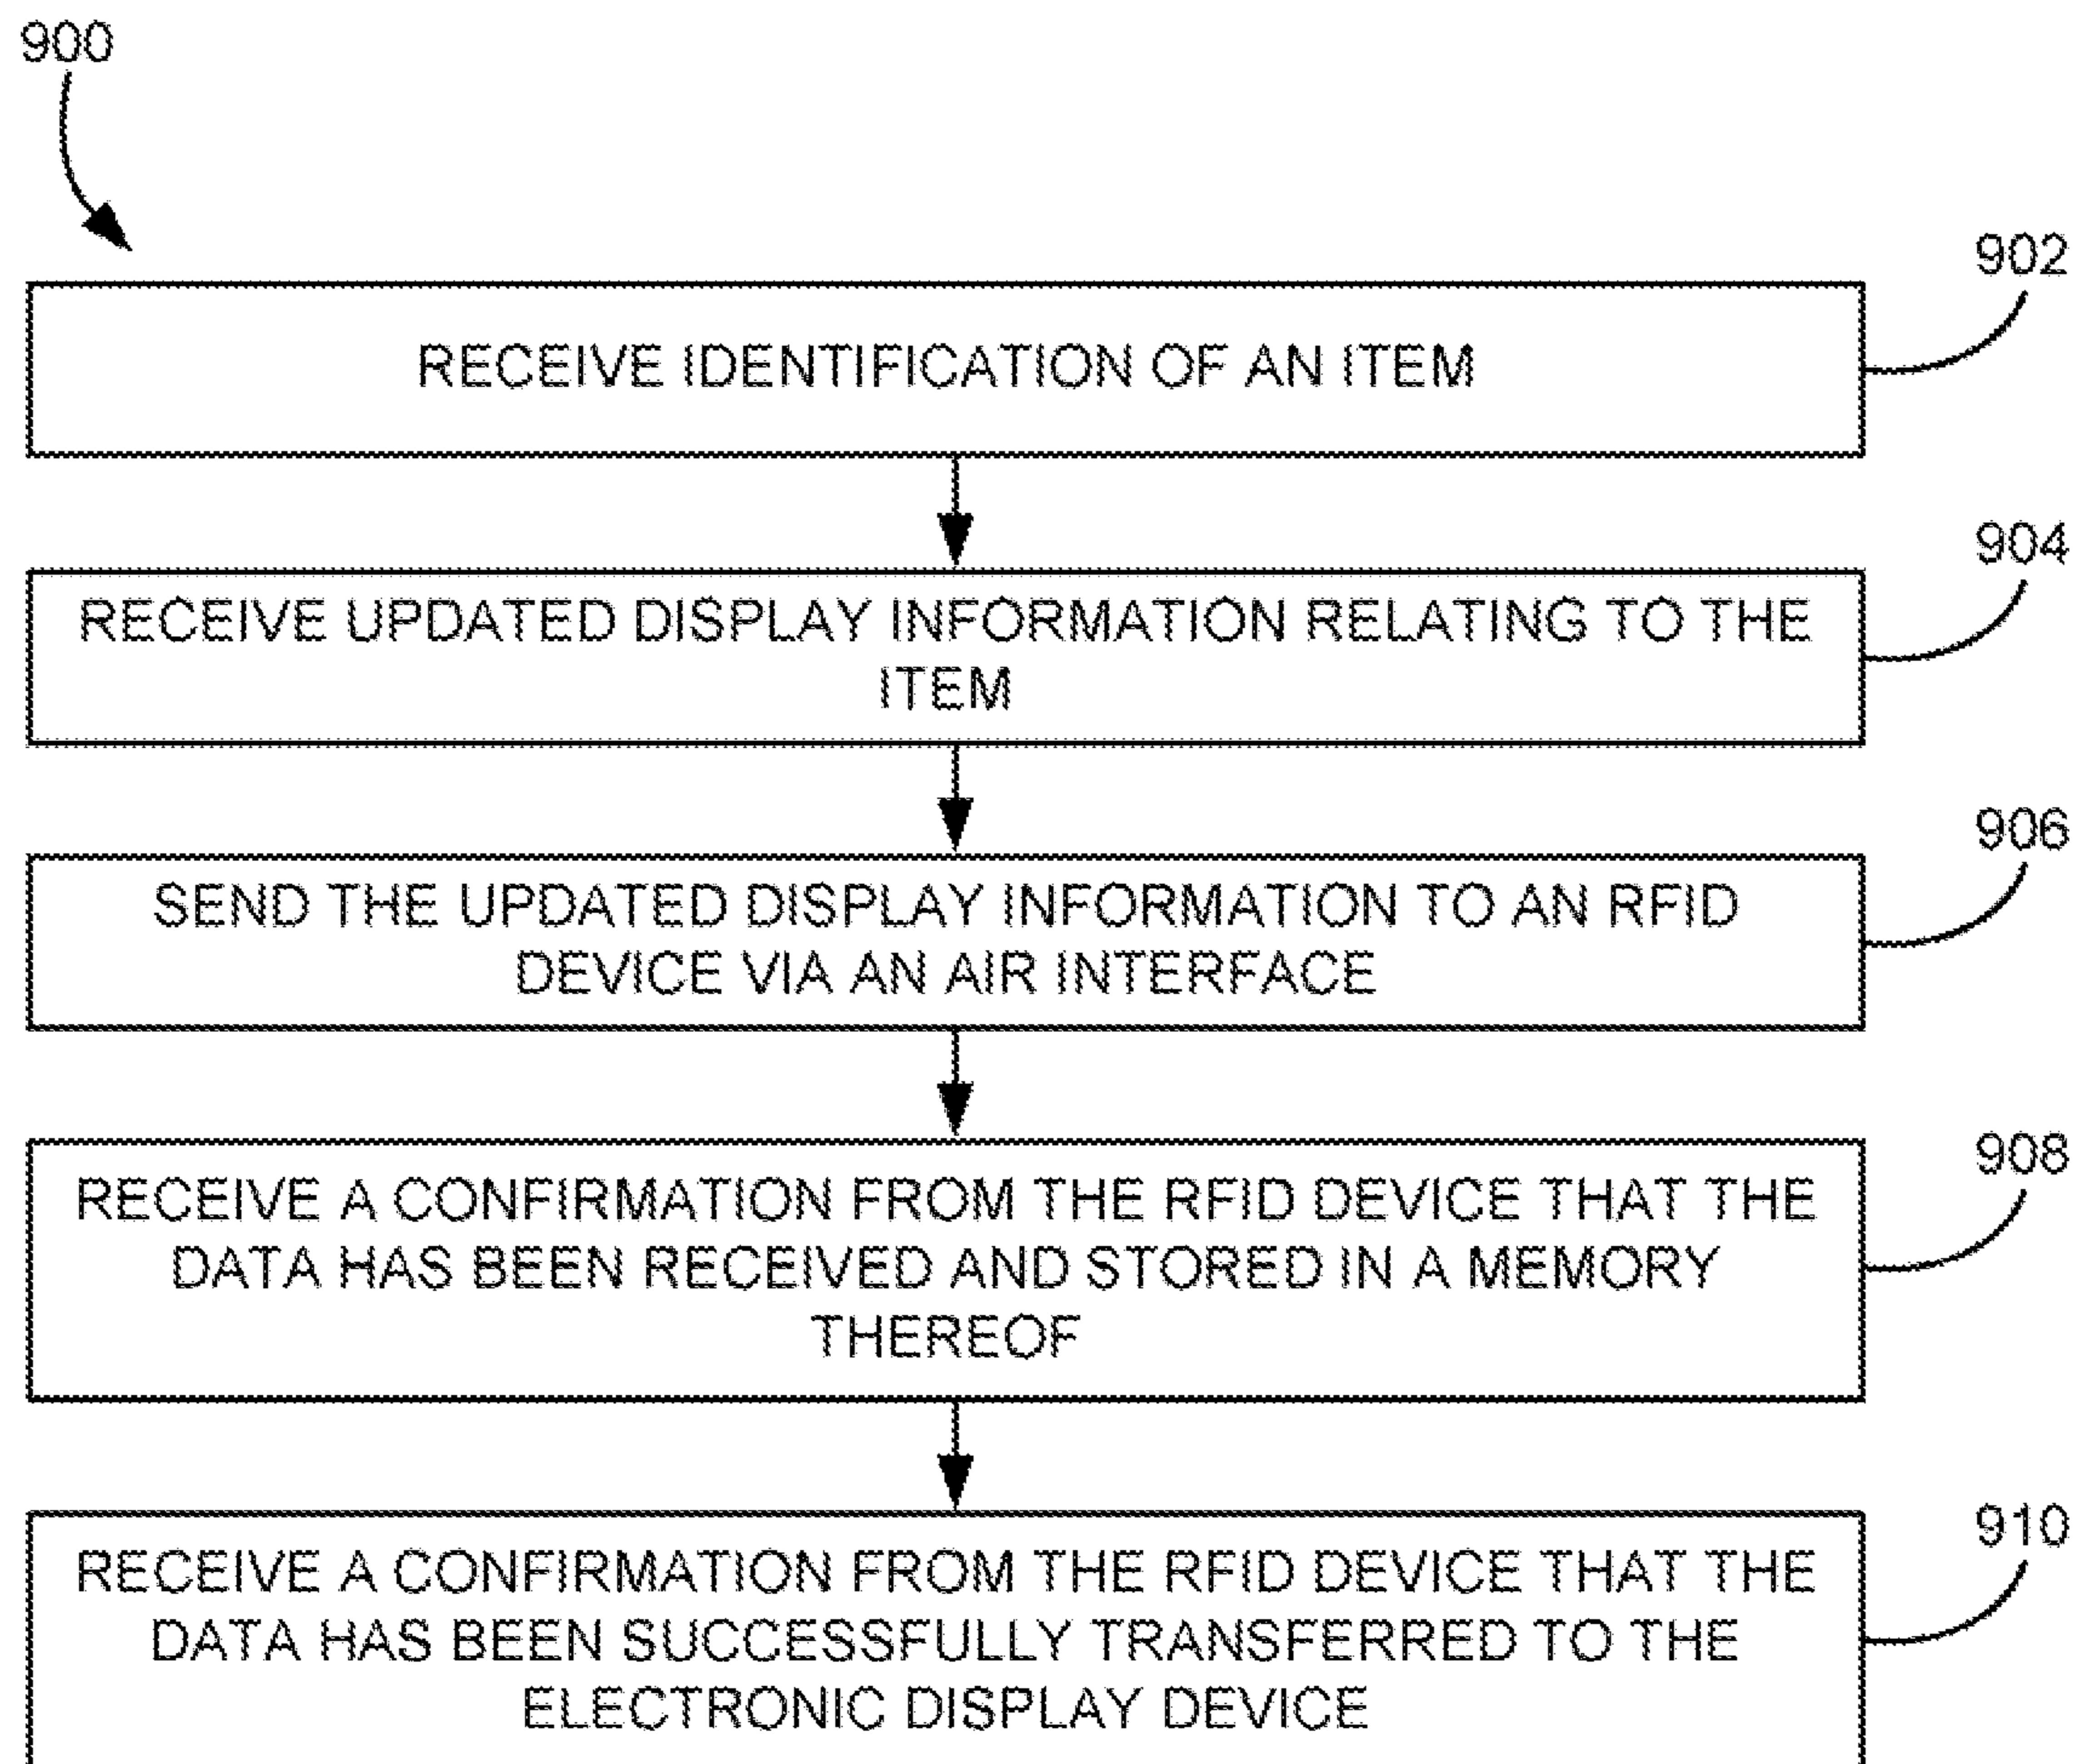 900
902
RECEIVE IDENTIFICATION OF AN ITEM
904
RECEIVE UPDATED DISPLAY INFORMATION RELATING TO THE
ITEM
906
SEND THE UPDATED DISPLAY INFORMATION TO AN RFID
DEVICE VIA AN AIR INTERFACE
908
RECEIVE A CONFIRMATION FROM THE RFID DEVICE THAT THE
DATA HAS BEEN RECEIVED AND STORED IN A MEMORY
THEREOF
910
RECEIVE A CONFIRMATION FROM THE RFID DEVICE THAT THE
DATA HAS BEEN SUCCESSFULLY TRANSFERRED TO THE
ELECTRONIC DISPLAY DEVICE